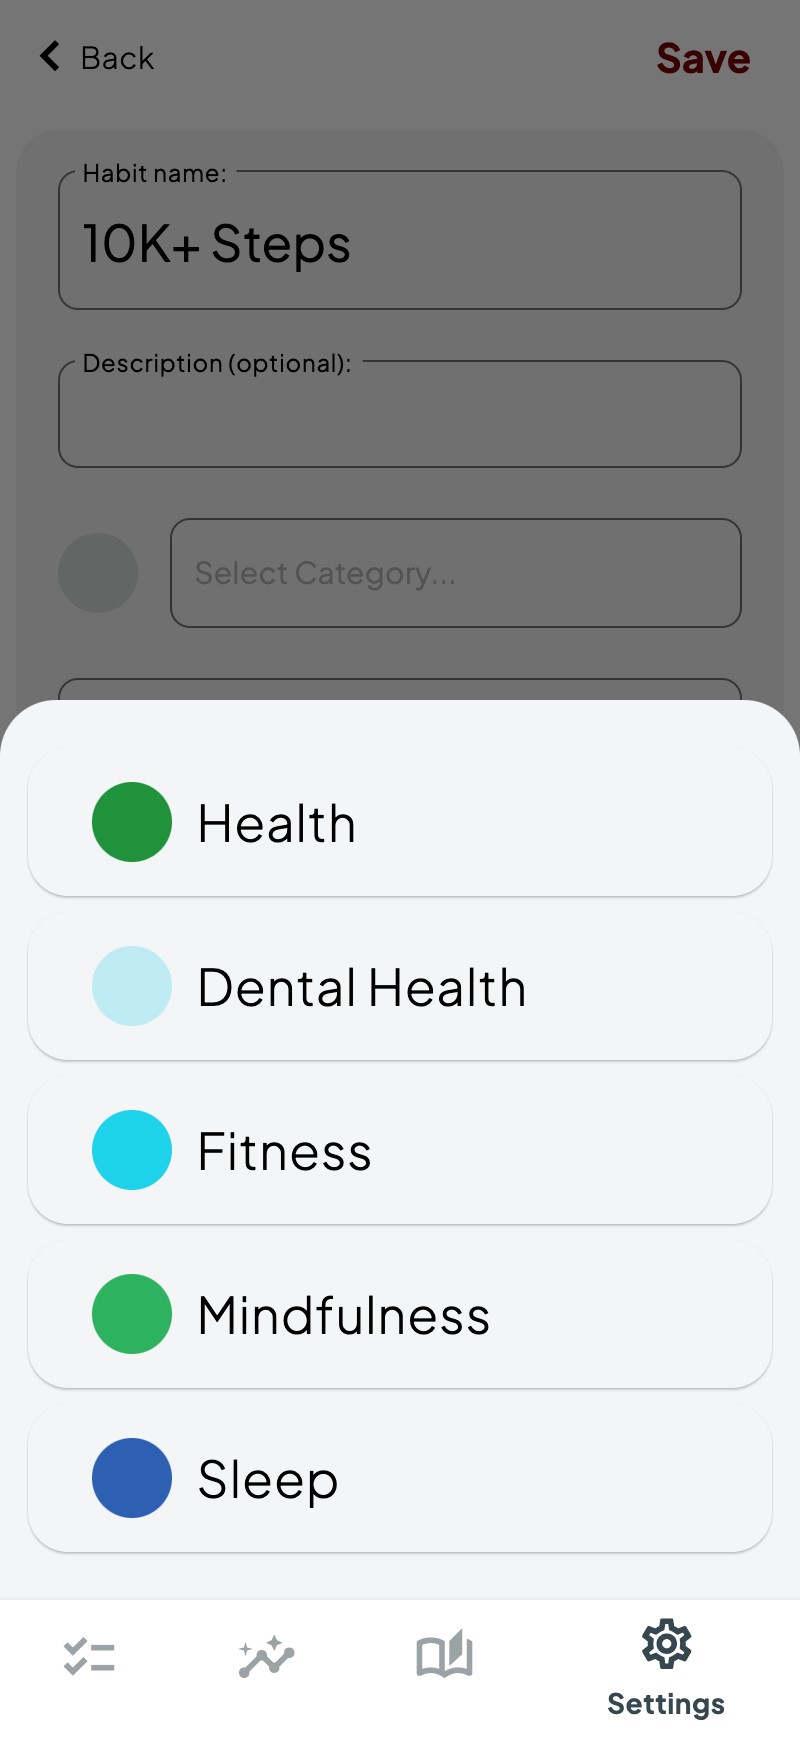 Back
Save
Habit name:
10K+ Steps
Description (optional):
Select Category...
Health
Dental Health
Fitness
Mindfulness
Sleep
Settings